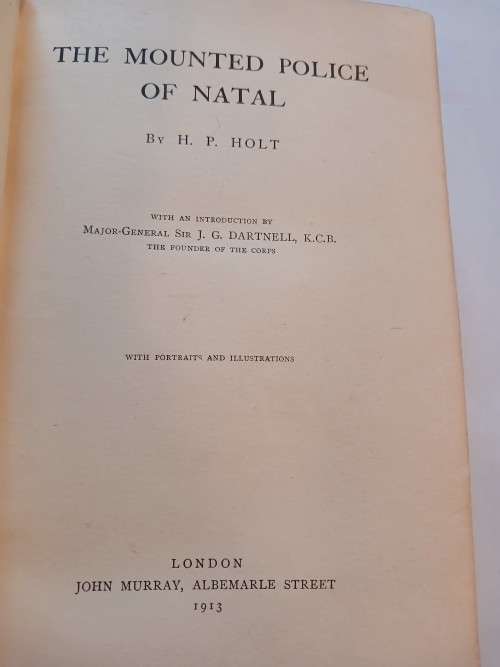 THE MOUNTED POLICE
OF NATAL
BY H. P. HOLT
WITH AN INTRODUCTION BY
MAJOR-GENERAL SIR J. G. DARTNELL, K.C.B.
THE FOUNDER OF THE CORPS
WITH PORTRAITS AND ILLUSTRATIONS
LONDON
JOHN MURRAY, ALBEMARLE STREET
1913